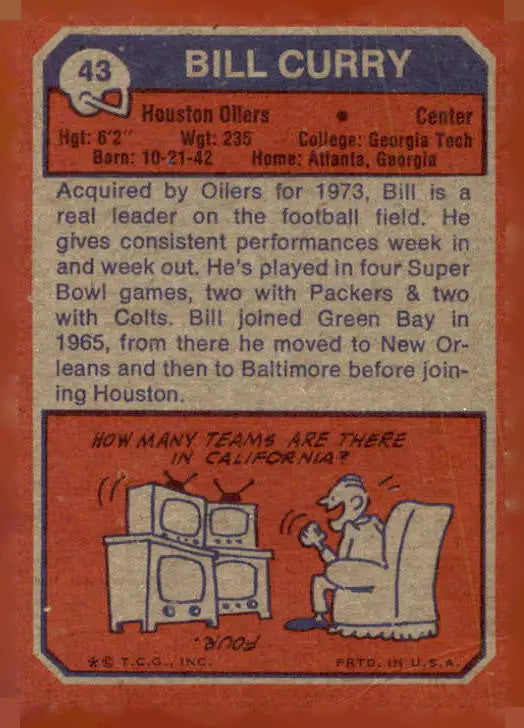 43
BILL CURRY
Houston Oilers • Center
Hgt: 6'2" Wgt: 235 College: Georgia Tech
Born: 10-21-42 Home: Atlanta, Georgia
Acquired by Oilers for 1973, Bill is a
real leader on the football field. He
gives consistent performances week in
and week out. He's played in four Super
Bowl games, two with Packers & two
with Colts. Bill joined Green Bay in
1965, from there he moved to New Or-
leans and then to Baltimore before join-
ing Houston.
HOW MANY TEAMS ARE THERE
IN CALIFORNIA?
FOUR.
*© T.C.G., INC. PRTD. IN U.S.A.